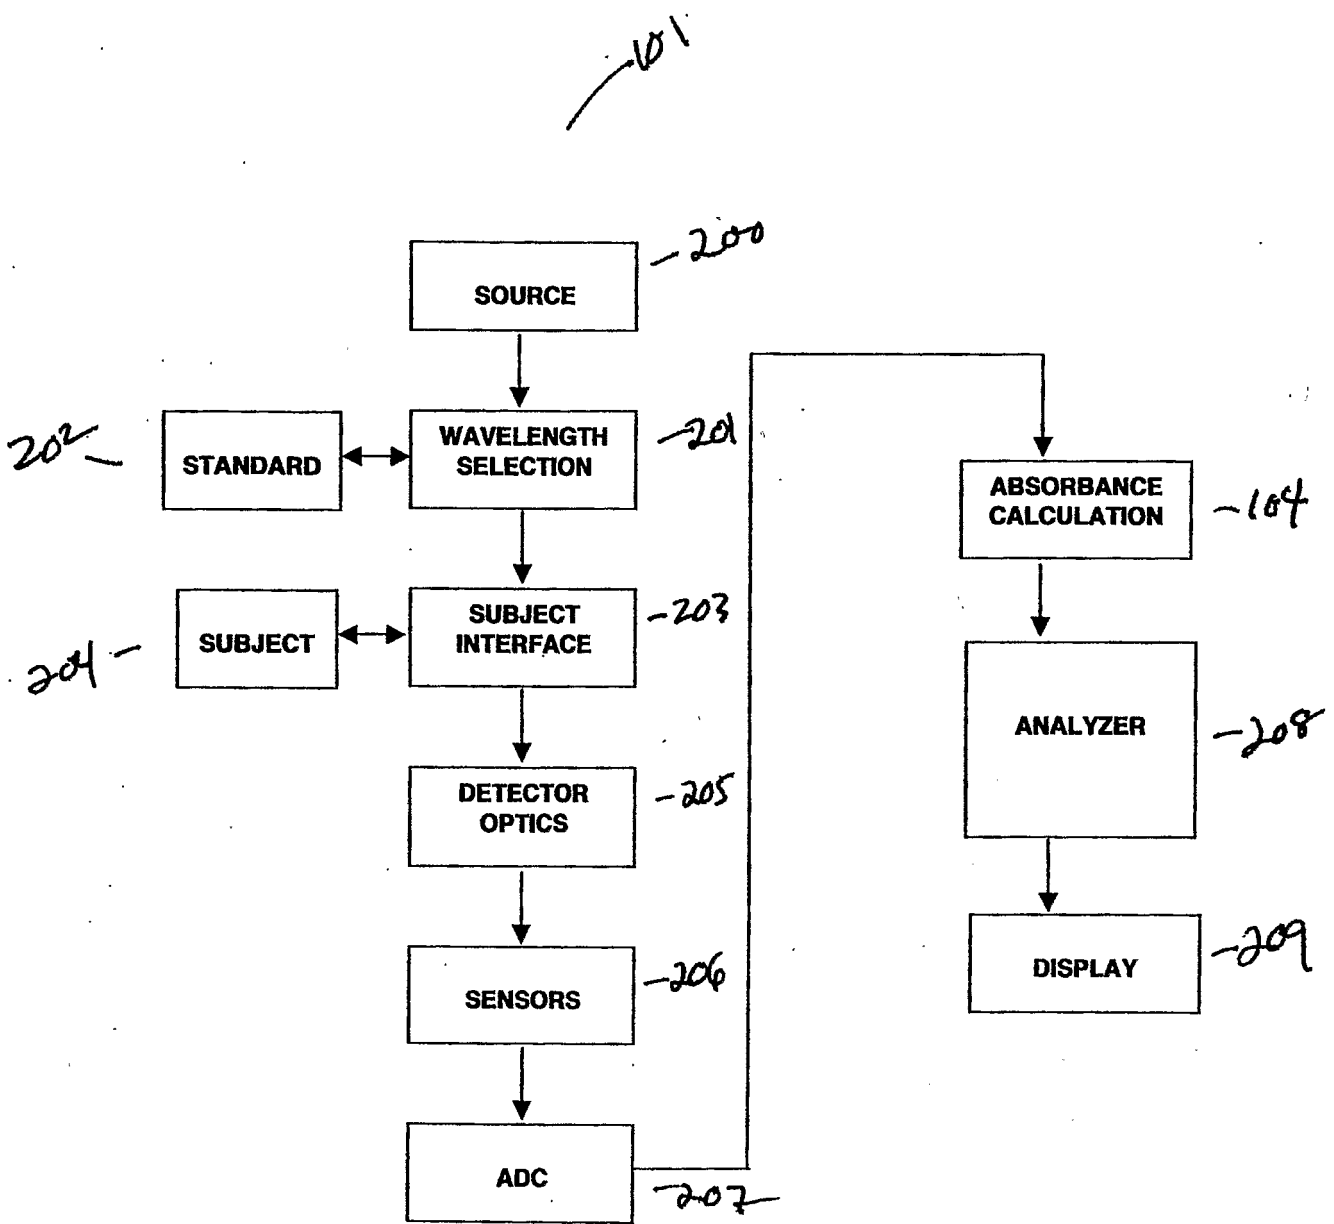 101
SOURCE
200
202
STANDARD
WAVELENGTH
SELECTION
201
204
SUBJECT
SUBJECT
INTERFACE
203
DETECTOR
OPTICS
205
SENSORS
206
ADC
207
ABSORBANCE
CALCULATION
104
ANALYZER
208
DISPLAY
209